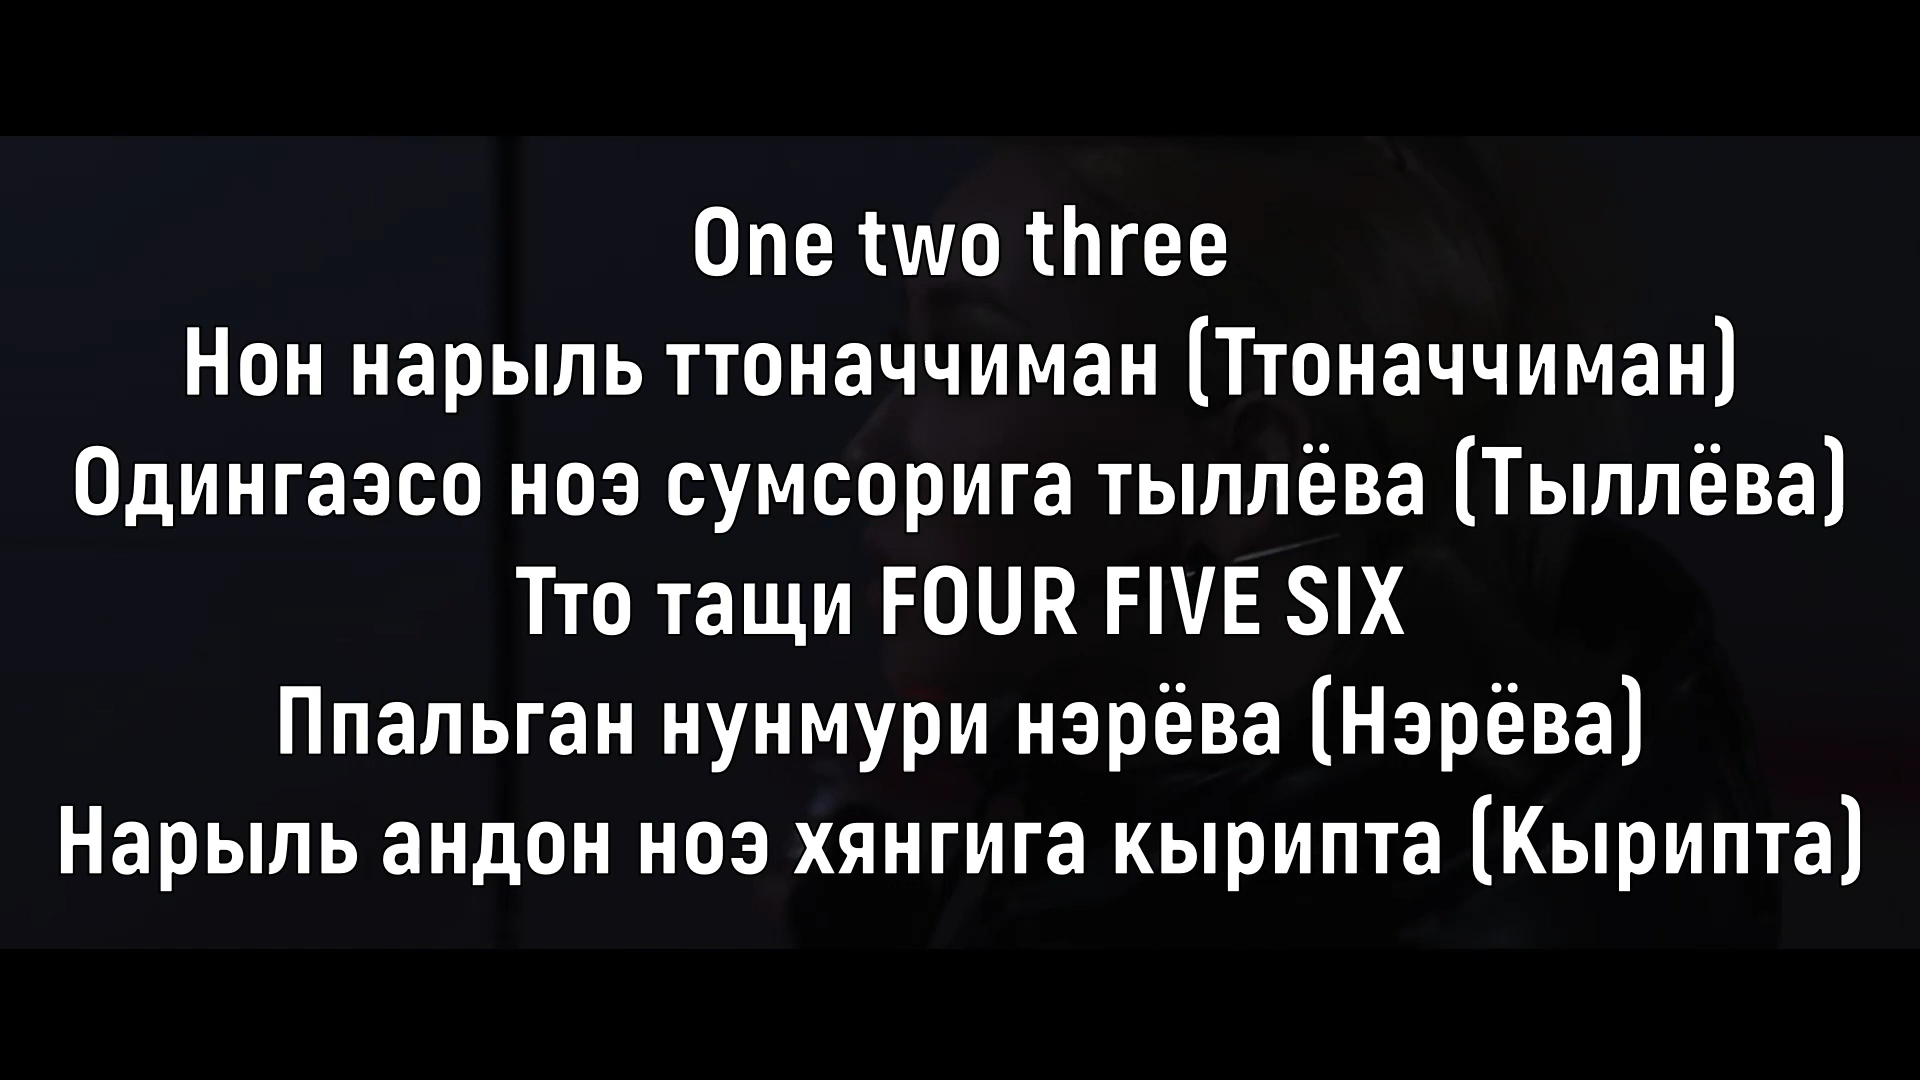 One two three
Нон нарыль ттоначчиман (Ттоначчиман)
Одингаэсо ноэ сумсорига тыллёва (Тыллёва)
Тто тащи FOUR FIVE SIX
Ппальган нунмури нэрёва (Нэрёва)
Нарыль андон ноэ хянгига кырипта (Кырипта)